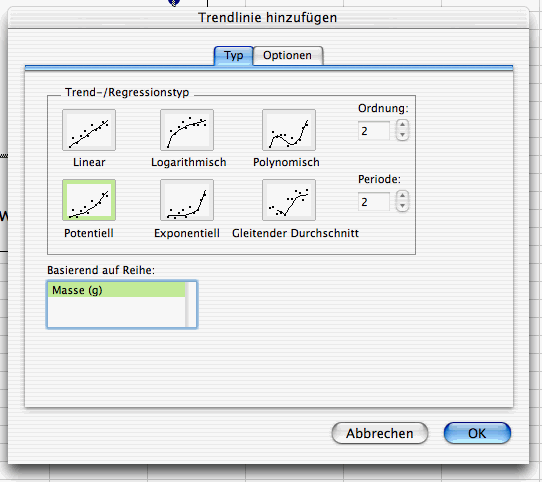 Trendlinie hinzufügen
Typ Optionen
Trend-/Regressionstyp
Ordnung:
2
Linear Logarithmisch Polynomisch
Periode:
2
Potentiell Exponentiell Gleitender Durchschnitt
Basierend auf Reihe:
Masse (g)
Abbrechen OK